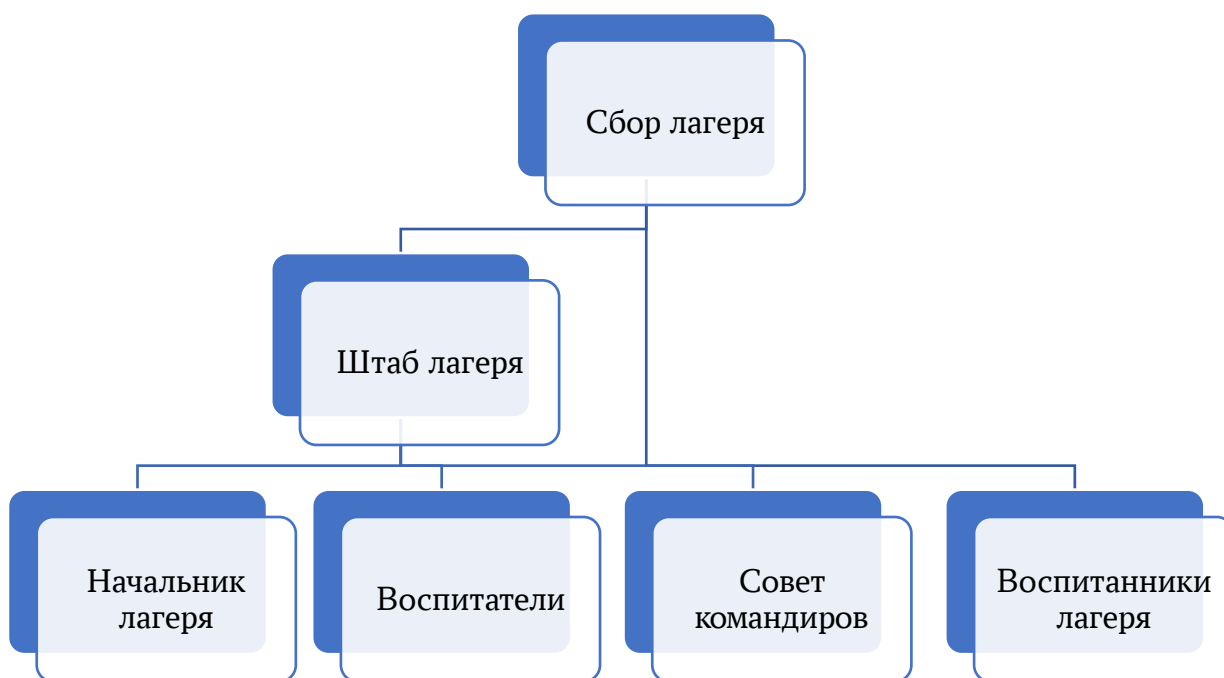 Сбор лагеря
Штаб лагеря
Начальник
лагеря
Воспитатели
Совет
командиров
Воспитанники
лагеря